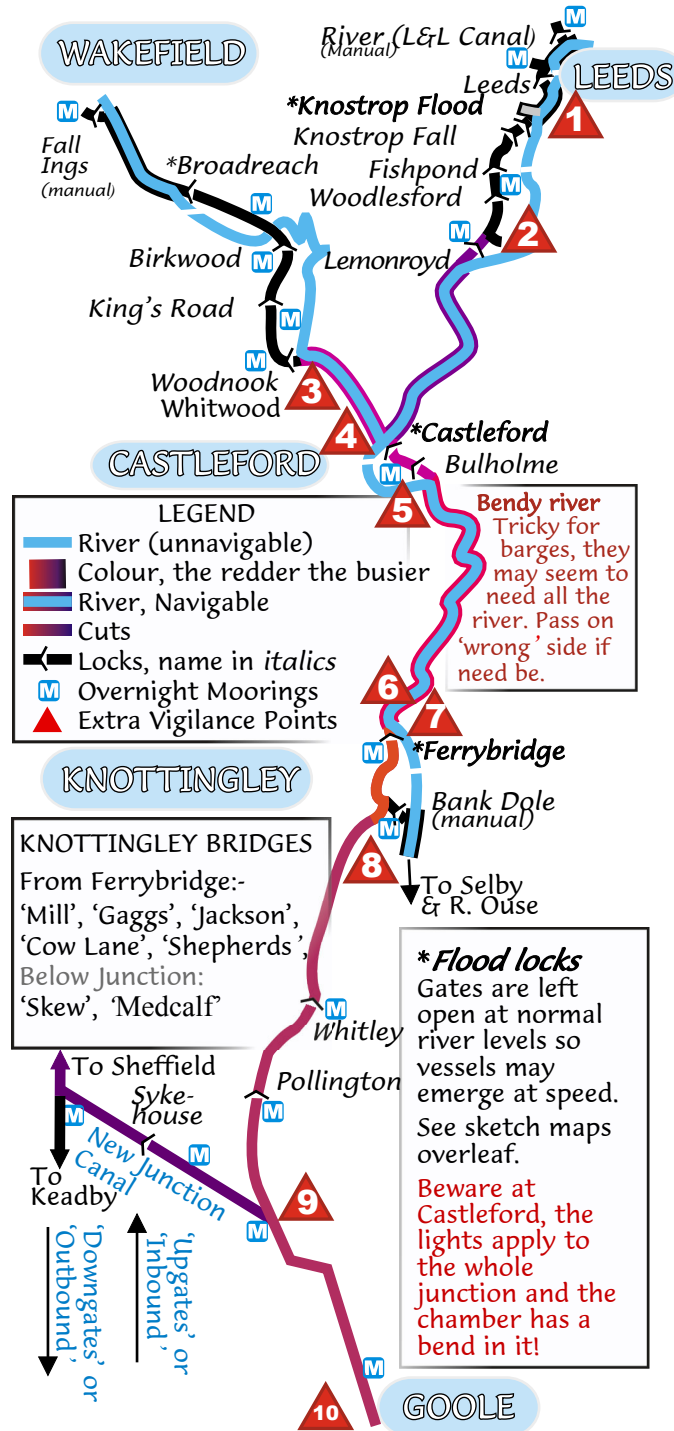 River (L&L Canal)
(Manual)
WAKEFIELD
LEEDS
M
M
M
Leeds
*Knostrop Flood
1
Knostrop Fall
M
Fall
Ings
(manual)
*Broadreach
Fishpond
M
Woodlesford
M
M
2
Birkwood
M
Lemonroyd
King's Road
M
M
Woodnook
Whitwood
3
4
*Castleford
CASTLEFORD
M
Bulholme
5
LEGEND
River (unnavigable)
Colour, the redder the busier
River, Navigable
Cuts
Locks, name in italics
M Overnight Moorings
Extra Vigilance Points
Bendy river
Tricky for
barges, they
may seem to
need all the
river. Pass on
'wrong' side if
need be.
6
7
M
*Ferrybridge
KNOTTINGLEY
Bank Dole
(manual)
M
8
To Selby
& R. Ouse
KNOTTINGLEY BRIDGES
From Ferrybridge:-
'Mill', 'Gaggs', 'Jackson',
'Cow Lane', 'Shepherds',
Below Junction:
'Skew', 'Medcalf'
*Flood locks
Gates are left
open at normal
river levels so
vessels may
emerge at speed.
See sketch maps
overleaf.
Beware at
Castleford, the
lights apply to
the whole
junction and the
chamber has a
bend in it!
M
Whitley
To Sheffield
Pollington
M
Syke-
house
M
M
New Junction
Canal
To
Keadby
9
M
'Downgates' or
'Outbound'
'Upgates' or
'Inbound'
M
10
GOOLE